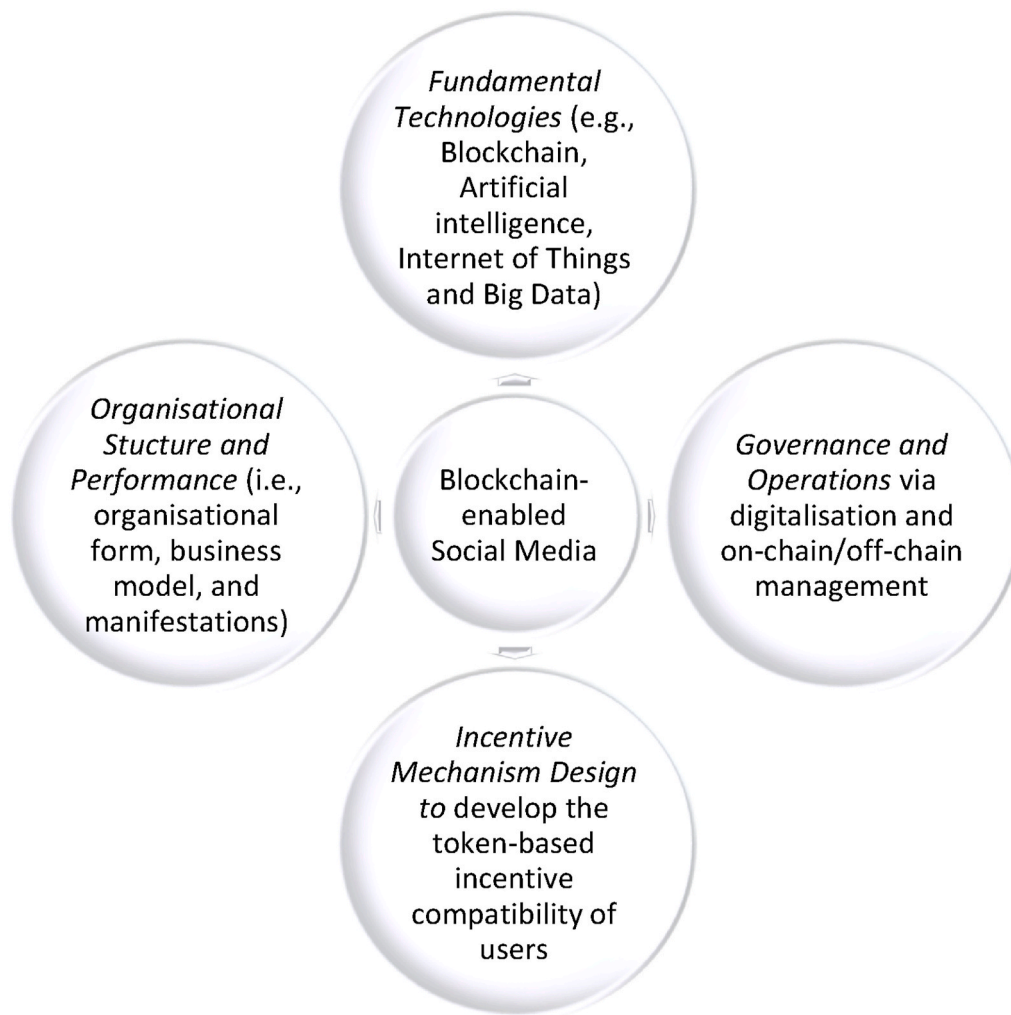 Fundamental
Technologies (e.g.,
Blockchain,
Artificial
intelligence,
Internet of Things
and Big Data)
Organisational
Stucture and
Performance (i.e.,
organisational
form, business
model, and
manifestations)
Blockchain-
enabled
Social Media
Governance and
Operations via
digitalisation and
on-chain/off-chain
management
Incentive
Mechanism Design
to develop the
token-based
incentive
compatibility of
users